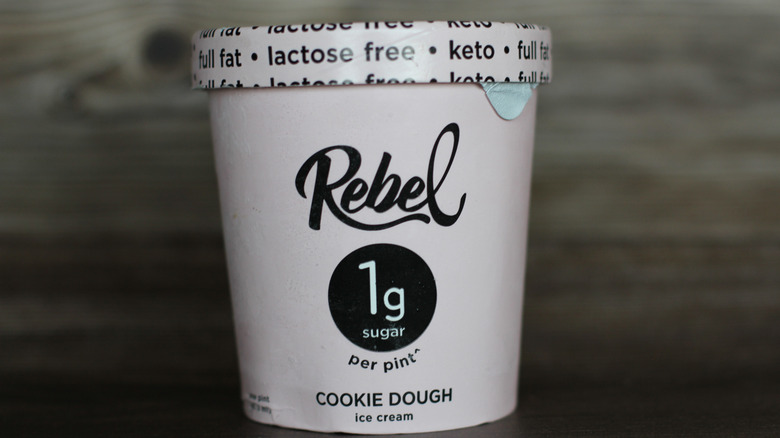 full fat • lactose free • keto • full fat
Rebel
1g
sugar
per pint^
COOKIE DOUGH
ice cream